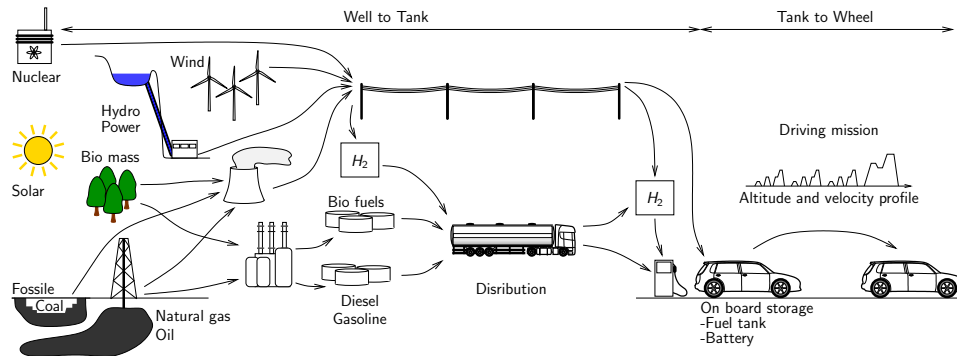 Well to Tank
Tank to Wheel
Nuclear
Wind
Hydro
Power
Solar
Bio mass
H2
Driving mission
Altitude and velocity profile
H2
Bio fuels
Disribution
Diesel
Gasoline
Fossile
Coal
Natural gas
Oil
On board storage
-Fuel tank
-Battery